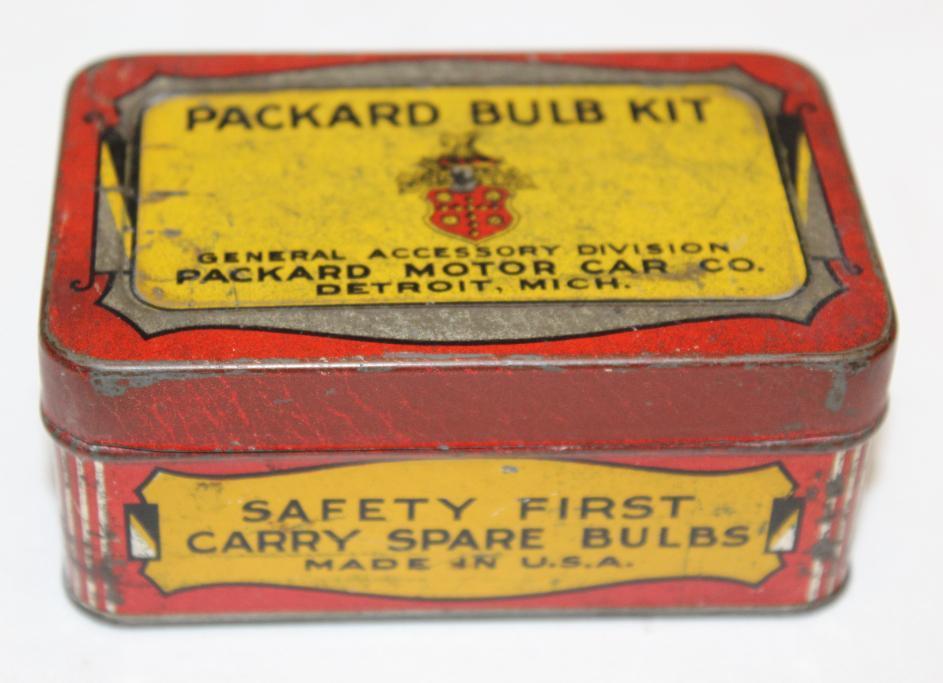 PACKARD BULB KIT
GENERAL ACCESSORY DIVISION
PACKARD MOTOR CAR CO.
DETROIT, MICH.
SAFETY FIRST
CARRY SPARE BULBS
MADE IN U.S.A.